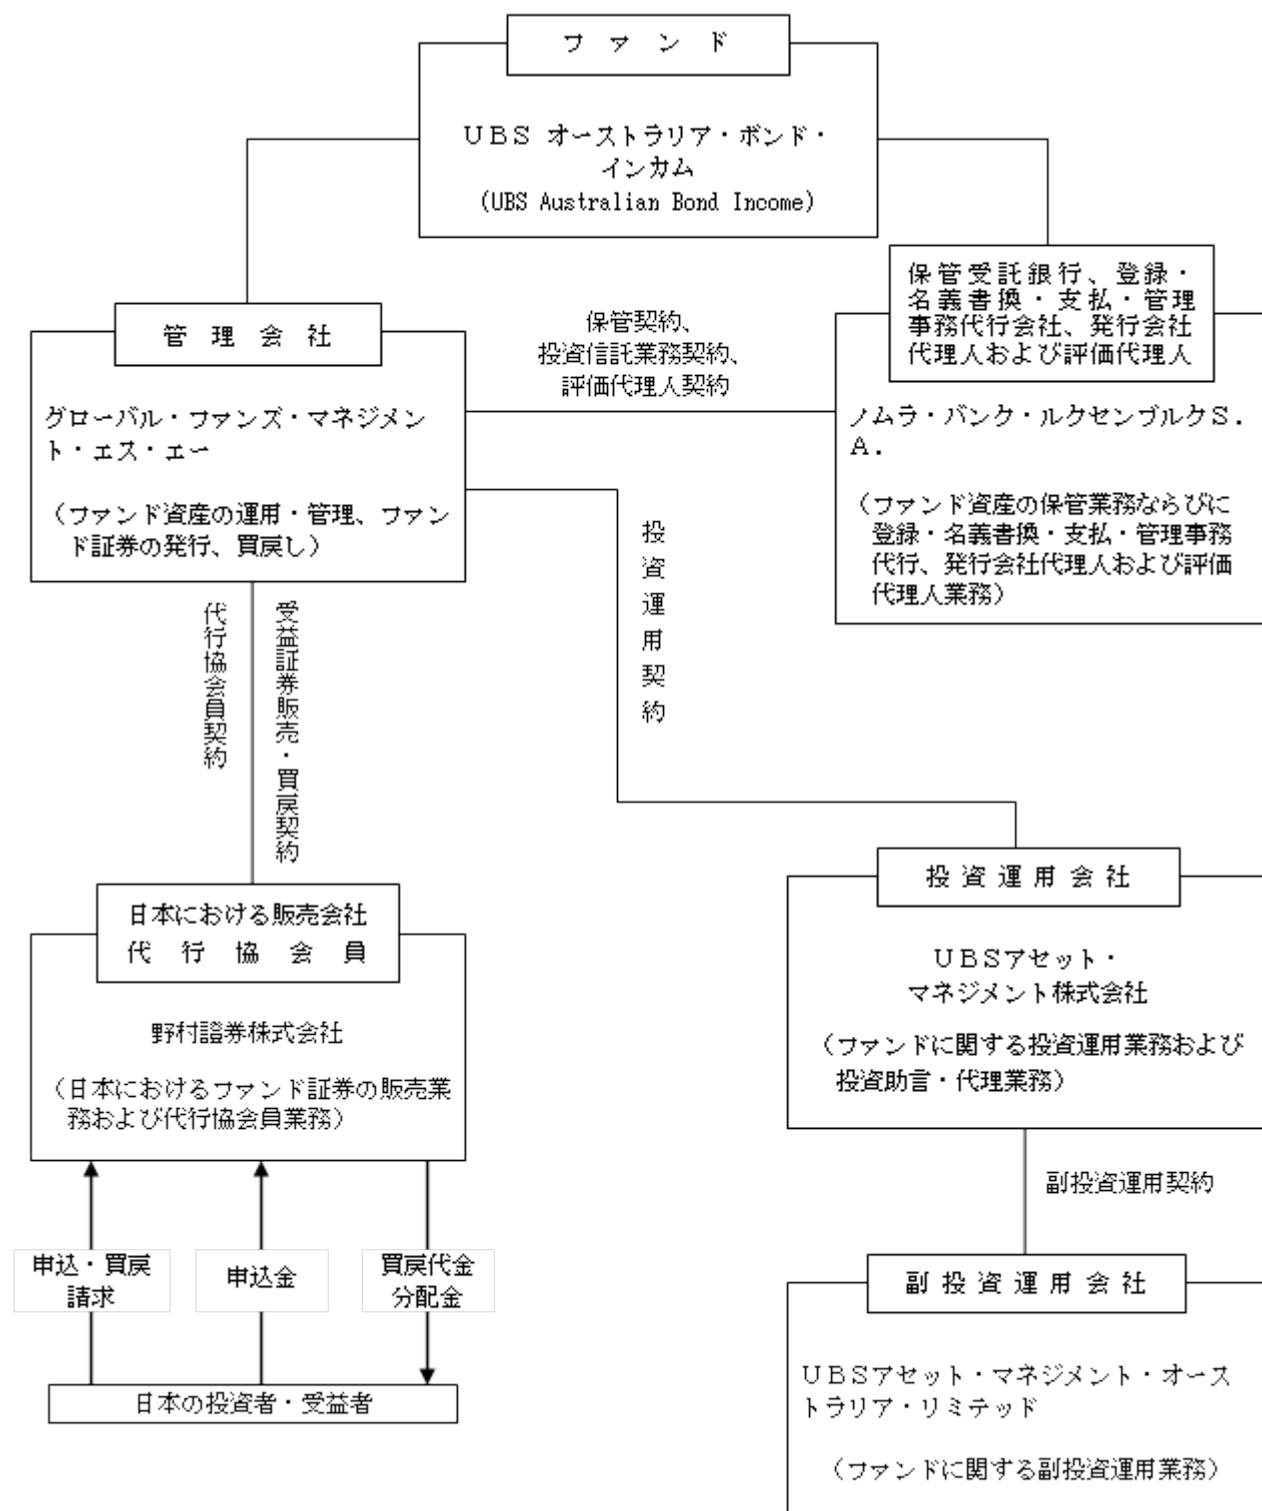 ファンド
UBS オーストラリア・ボンド・
インカム
(UBS Australian Bond Income)
保管受託銀行、登録・
名義書換・支払・管理
事務代行会社、発行会社
代理人および評価代理人
管理会社
保管契約、
投資信託業務契約、
評価代理人契約
グローバル・ファンズ・マネジメン
ト・エス・エー
(ファンド資産の運用・管理、ファン
ド証券の発行、買戻し)
ノムラ・バンク・ルクセンブルクS.
A.
(ファンド資産の保管業務ならびに
登録・名義書換・支払・管理事務
代行、発行会社代理人および評価
代理人業務)
投資運用契約
代行協会員契約
受益証券販売・買戻契約
投資運用会社
日本における販売会社
代行協会員
UBSアセット・
マネジメント株式会社
(ファンドに関する投資運用業務および
投資助言・代理業務)
野村證券株式会社
(日本におけるファンド証券の販売業
務および代行協会員業務)
副投資運用契約
申込・買戻
請求
申込金
買戻代金
分配金
副投資運用会社
日本の投資者・受益者
UBSアセット・マネジメント・オース
トラリア・リミテッド
(ファンドに関する副投資運用業務)